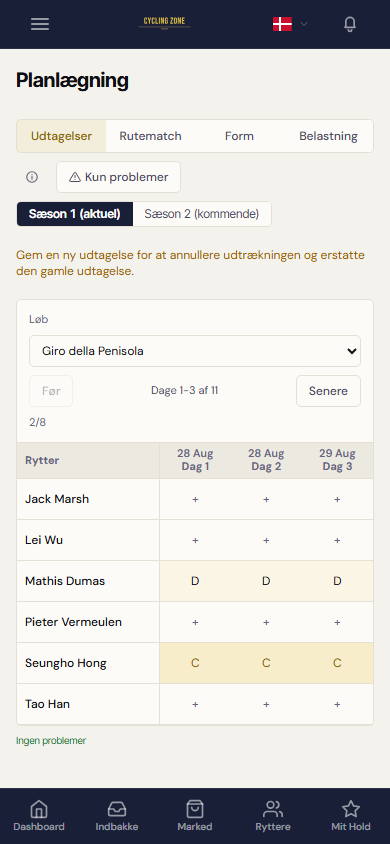 CYCLING ZONE
Planlægning
Udtagelser Rutematch Form Belastning
Kun problemer
Sæson 1 (aktuel) Sæson 2 (kommende)
Gem en ny udtagelse for at annullere udtrækningen og erstatte
den gamle udtagelse.
Løb
Giro della Penisola
Før Dage 1-3 af 11 Senere
2/8
Rytter 28 Aug 28 Aug 29 Aug
Dag 1 Dag 2 Dag 3
Jack Marsh + + +
Lei Wu + + +
Mathis Dumas D D D
Pieter Vermeulen + + +
Seungho Hong C C C
Tao Han + + +
Ingen problemer
Dashboard Indbakke Marked Ryttere Mit Hold